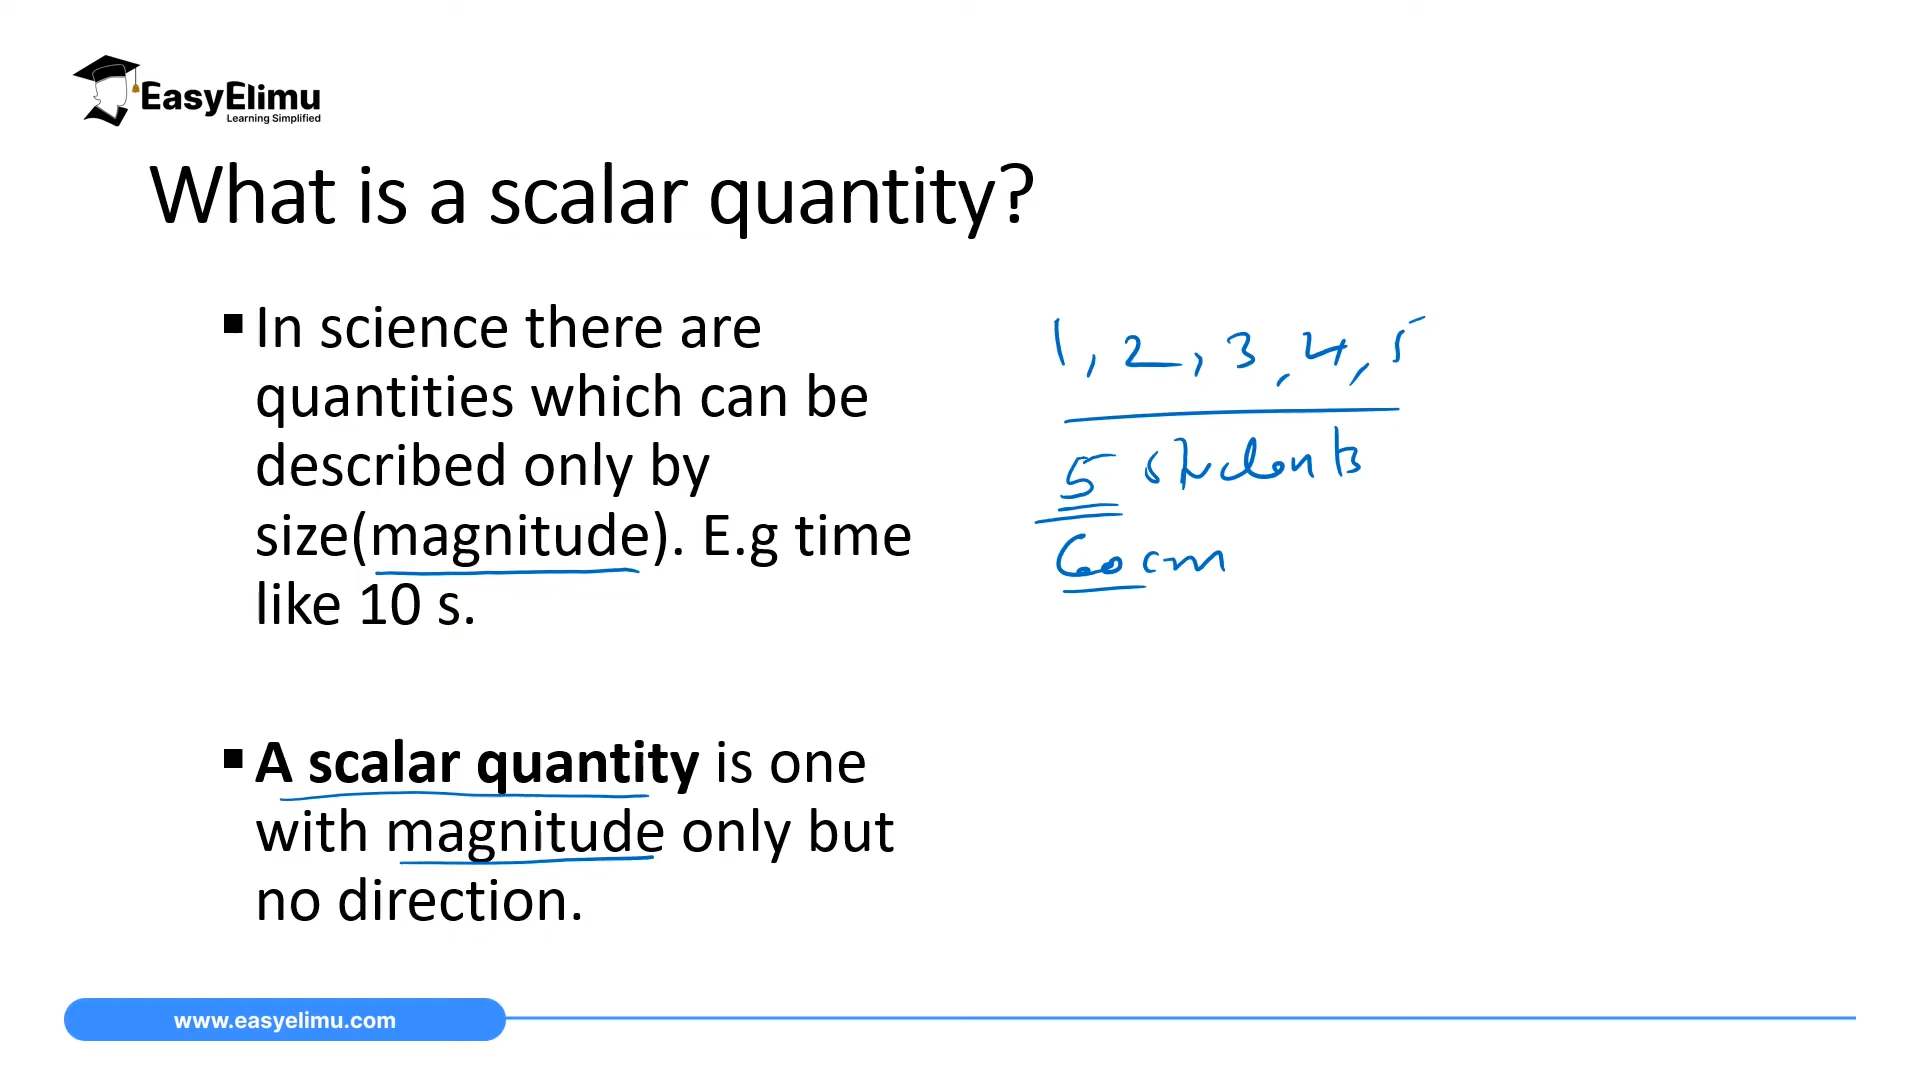 EasyElimu
Learning Simplified
What is a scalar quantity?
▪ In science there are
quantities which can be
described only by
size(magnitude). E.g time
like 10 s.
▪ A scalar quantity is one
with magnitude only but
no direction.
1, 2, 3, 4, 5
5 students
60 cm
www.easyelimu.com